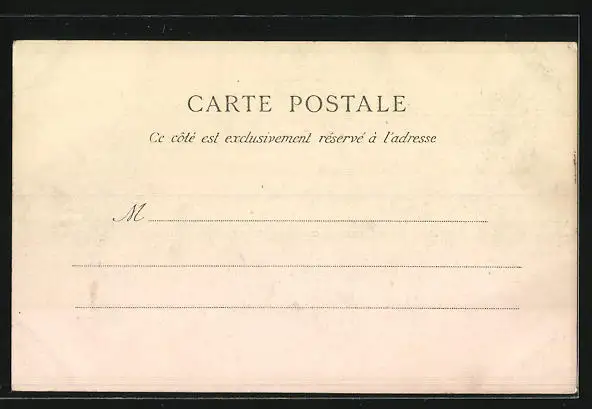 CARTE POSTALE
Ce côté est exclusivement réservé à l'adresse
M